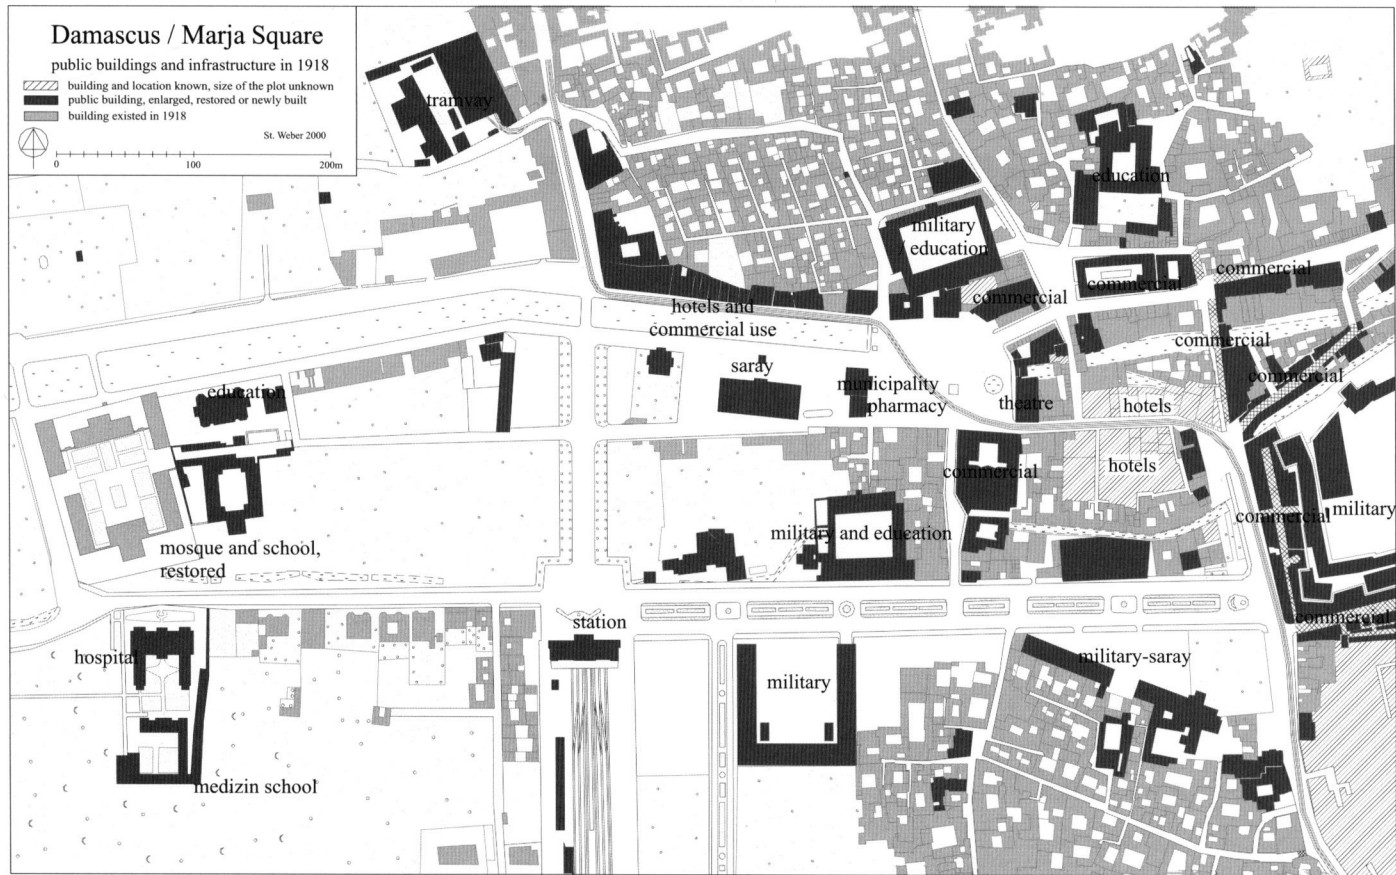 Damascus / Marja Square
public buildings and infrastructure in 1918
building and location known, size of the plot unknown
public building, enlarged, restored or newly built
building existed in 1918
St. Weber 2000
0 100 200m
tramvay
education
military
/ education
commercial
commercial
commercial
hotels and
commercial use
commercial
saray
commercial
education
municipality
pharmacy
theatre
hotels
commercial
hotels
commercial
military
military and education
mosque and school,
restored
station
commercial
hospital
military-saray
military
medizin school